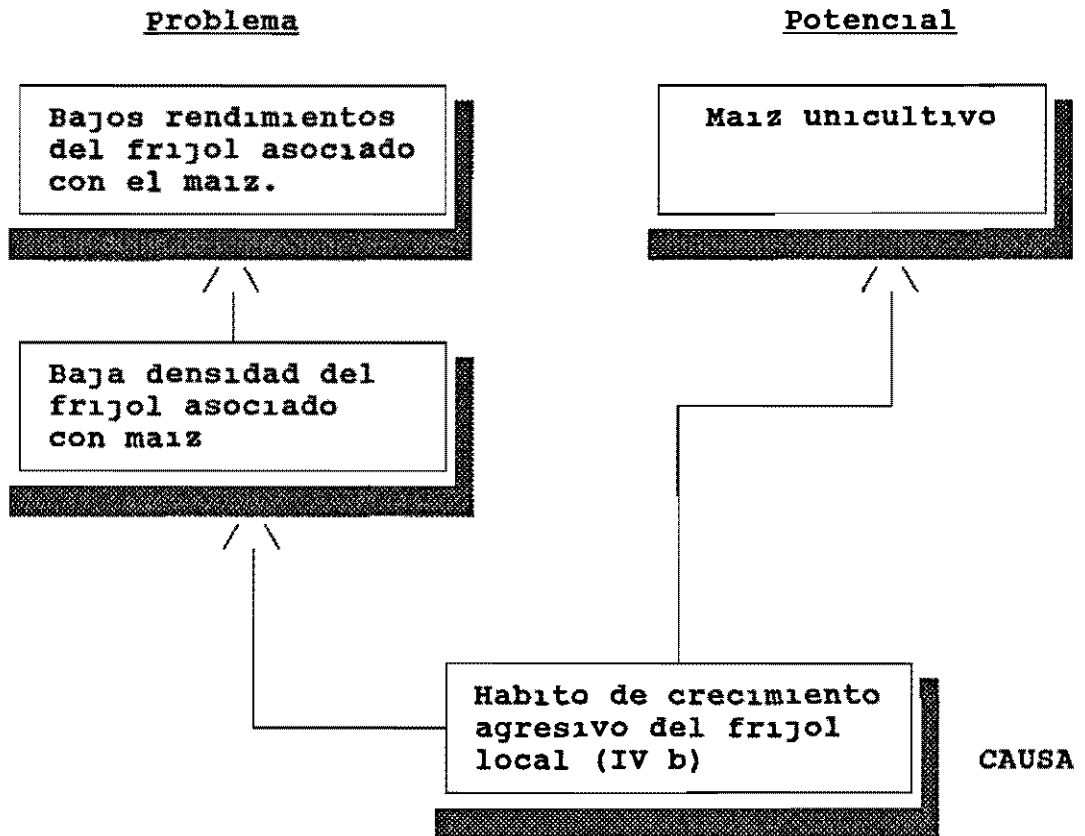 Problema
Potencial
Bajos rendimientos
del frijol asociado
con el maiz.
Maiz unicultivo
Baja densidad del
frijol asociado
con maiz
Habito de crecimiento
agresivo del frijol
local (IV b)
CAUSA